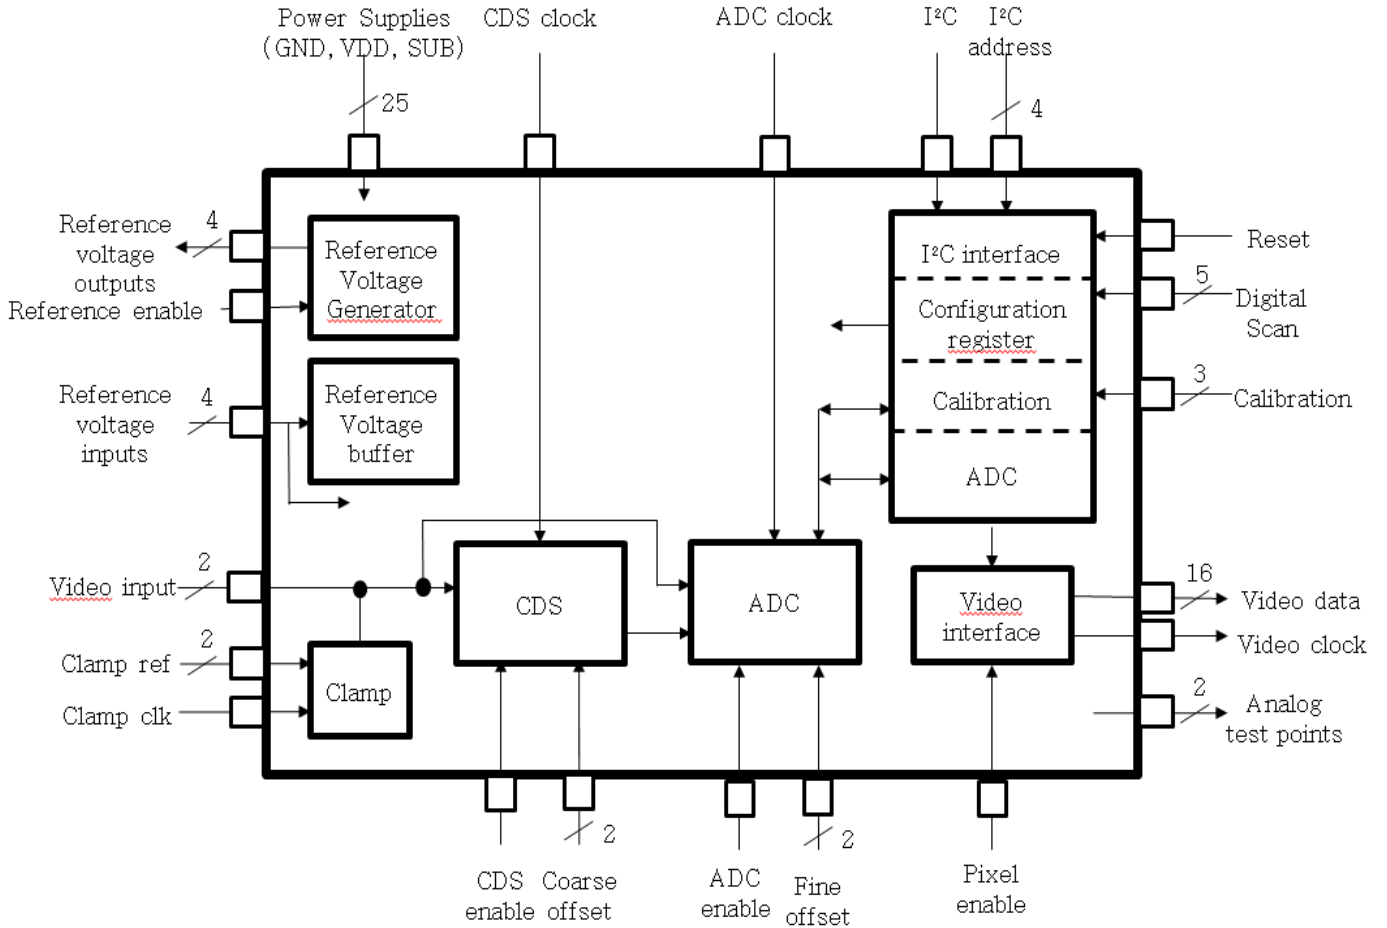 Power Supplies
(GND, VDD, SUB)
CDS clock
ADC clock
I²C
I²C
address
25
4
Reference
voltage
outputs
4
Reference enable
Reference
Voltage
Generator
Reference
voltage
inputs
4
Reference
Voltage
buffer
I²C interface
Configuration
register
Calibration
ADC
Reset
5
Digital
Scan
3
Calibration
Video input
2
Clamp ref
2
Clamp clk
Clamp
CDS
ADC
Video
interface
16
Video data
Video clock
2
Analog
test points
2
2
CDS
enable
Coarse
offset
ADC
enable
Fine
offset
Pixel
enable